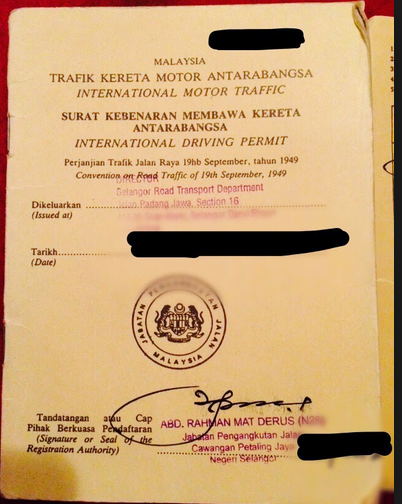 MALAYSIA
TRAFIK KERETA MOTOR ANTARABANGSA
INTERNATIONAL MOTOR TRAFFIC
SURAT KEBENARAN MEMBAWA KERETA
ANTARABANGSA
INTERNATIONAL DRIVING PERMIT
Perjanjian Trafik Jalan Raya 19hb September, tahun 1949
Convention on Road Traffic of 19th September, 1949
DIRECTOR
Selangor Road Transport Department
Dikeluarkan Jalan Padang Jawa, Section 16
(Issued at)
Tarikh
(Date)
JABATAN PENGANGKUTAN JALAN
MALAYSIA
Tandatangan atau Cap
Pihak Berkuasa Pendaftaran
(Signature or Seal of the
Registration Authority)
ABD. RAHMAN MAT DERUS
Jabatan Pengangkutan Jalan
Cawangan Petaling Jaya
Negeri Selangor